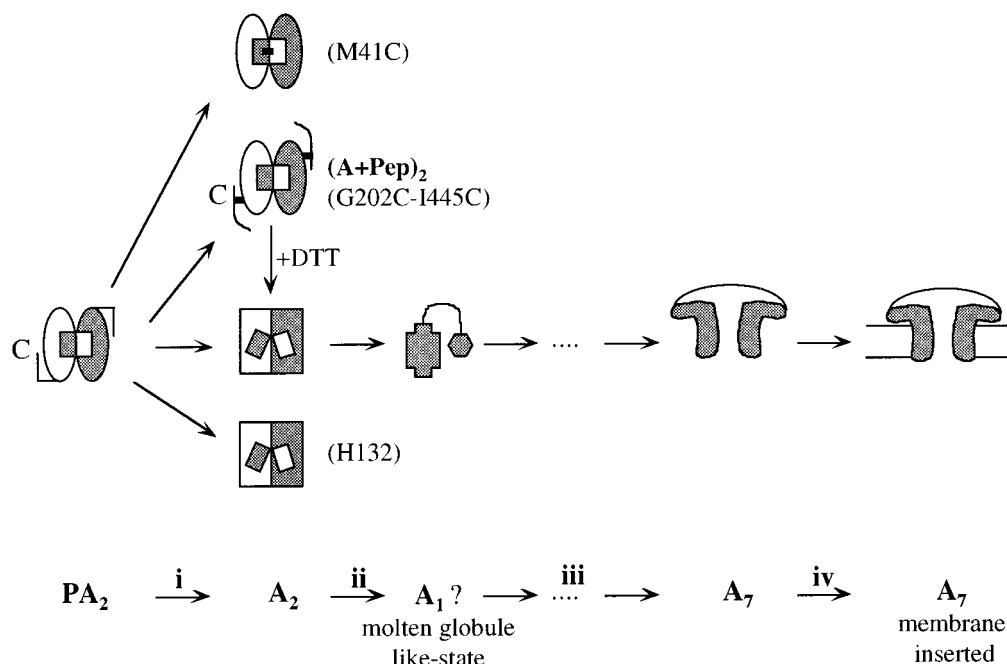 (M41C)
(A+Pep)2
(G202C-I445C)
C
+DTT
C
....
(H132)
PA2 i A2 ii A1 ? iii .... A7 iv A7
molten globule
like-state
membrane
inserted